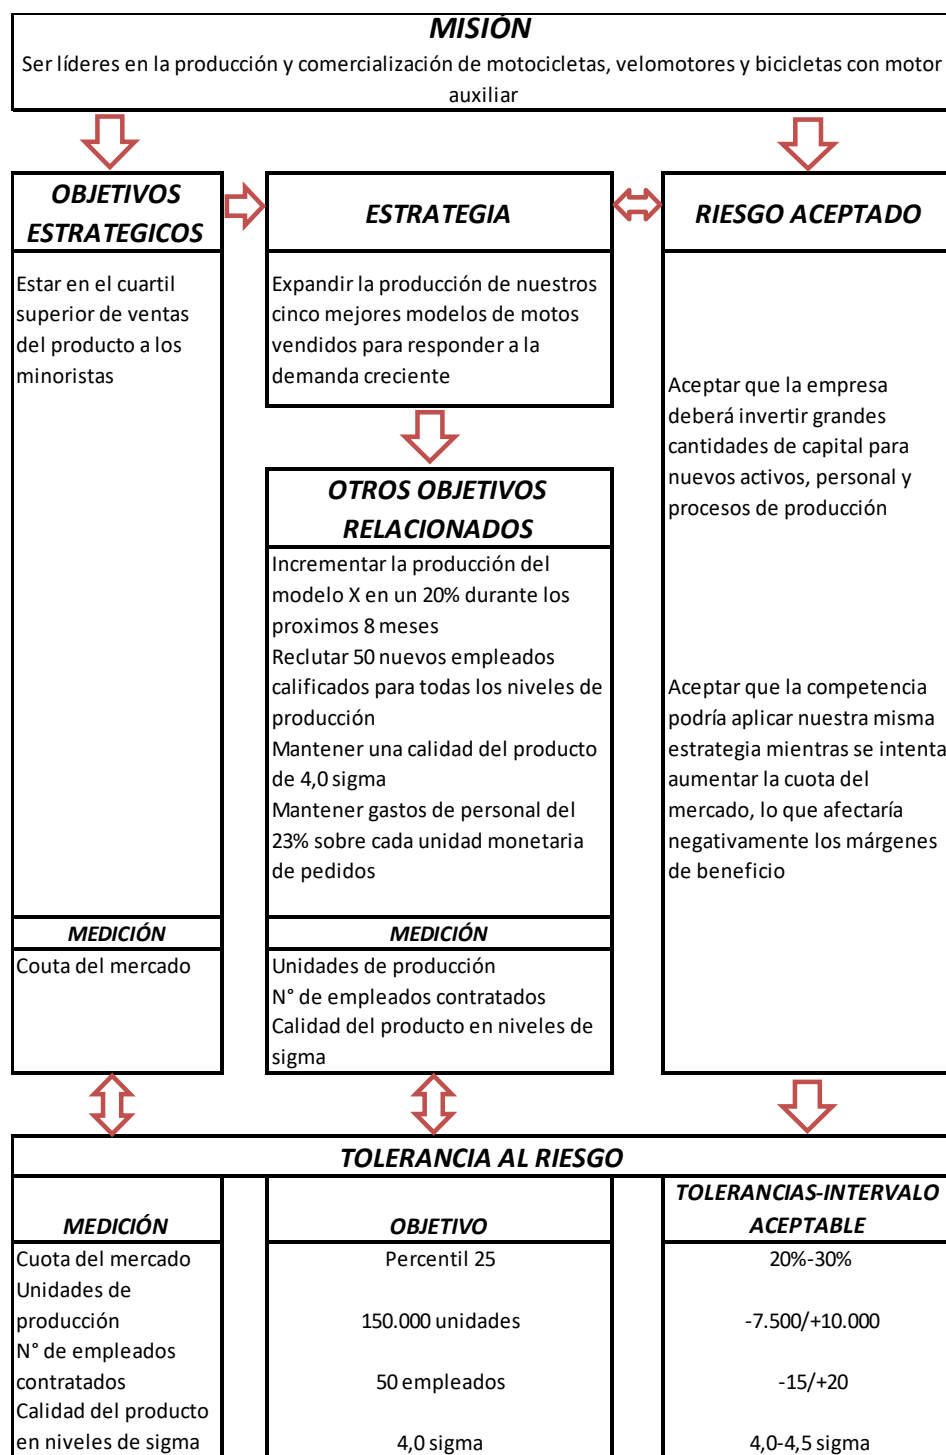 MISIÓN
Ser líderes en la producción y comercialización de motocicletas, velomotores y bicicletas con motor
auxiliar
OBJETIVOS
ESTRATEGICOS
Estar en el cuartil
superior de ventas
del producto a los
minoristas
MEDICIÓN
Couta del mercado
ESTRATEGIA
Expandir la producción de nuestros
cinco mejores modelos de motos
vendidos para responder a la
demanda creciente
OTROS OBJETIVOS
RELACIONADOS
Incrementar la producción del
modelo X en un 20% durante los
proximos 8 meses
Reclutar 50 nuevos empleados
calificados para todas los niveles de
producción
Mantener una calidad del producto
de 4,0 sigma
Mantener gastos de personal del
23% sobre cada unidad monetaria
de pedidos
MEDICIÓN
Unidades de producción
N° de empleados contratados
Calidad del producto en niveles de
sigma
RIESGO ACEPTADO
Aceptar que la empresa
deberá invertir grandes
cantidades de capital para
nuevos activos, personal y
procesos de producción
Aceptar que la competencia
podría aplicar nuestra misma
estrategia mientras se intenta
aumentar la cuota del
mercado, lo que afectaría
negativamente los márgenes
de beneficio
TOLERANCIA AL RIESGO
MEDICIÓN
Cuota del mercado
Unidades de
producción
N° de empleados
contratados
Calidad del producto
en niveles de sigma
OBJETIVO
Percentil 25
150.000 unidades
50 empleados
4,0 sigma
TOLERANCIAS-INTERVALO
ACEPTABLE
20%-30%
-7.500/+10.000
-15/+20
4,0-4,5 sigma